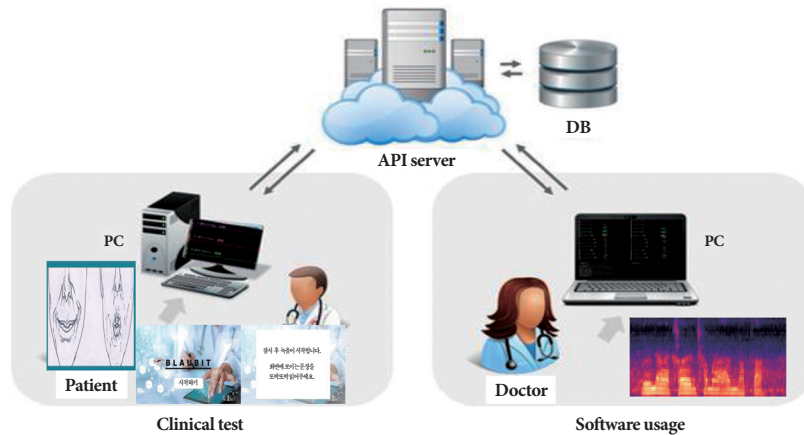 DB
API server
PC
PC
BLAUBIT
시작하기
잠시 후 녹음이 시작됩니다.
화면에 보이는 문장을
또박또박 읽어주세요.
Patient
Doctor
Clinical test
Software usage